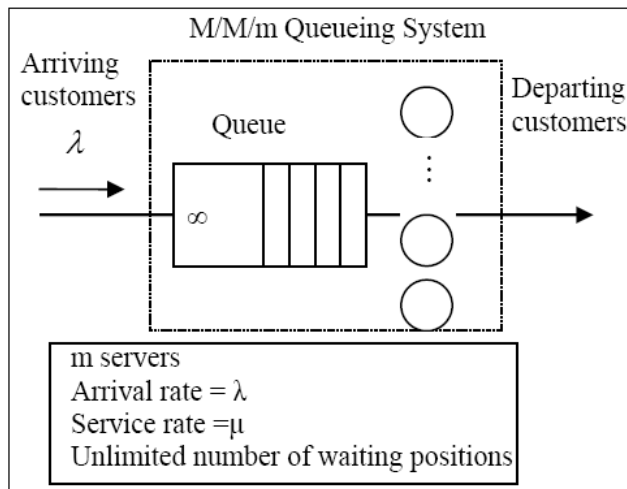 M/M/m Queueing System
Arriving
customers
λ
Queue
∞
⋮
Departing
customers
m servers
Arrival rate = λ
Service rate =μ
Unlimited number of waiting positions